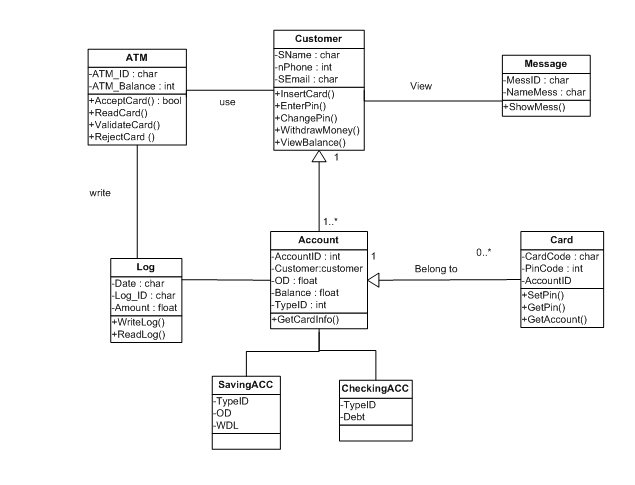 Customer
-SName : char
-nPhone : int
-SEmail : char
+InsertCard()
+EnterPin()
+ChangePin()
+WithdrawMoney()
+ViewBalance()
ATM
-ATM_ID : char
-ATM_Balance : int
+AcceptCard() : bool
+ReadCard()
+ValidateCard()
+RejectCard ()
use
View
Message
-MessID : char
-NameMess : char
+ShowMess()
1
1..*
write
Log
-Date : char
-Log_ID : char
-Amount : float
+WriteLog()
+ReadLog()
Account
-AccountID : int
-Customer:customer
-OD : float
-Balance : float
-TypeID : int
+GetCardInfo()
1
Belong to
0..*
Card
-CardCode : char
-PinCode : int
-AccountID
+SetPin()
+GetPin()
+GetAccount()
SavingACC
-TypeID
-OD
-WDL
CheckingACC
-TypeID
-Debt